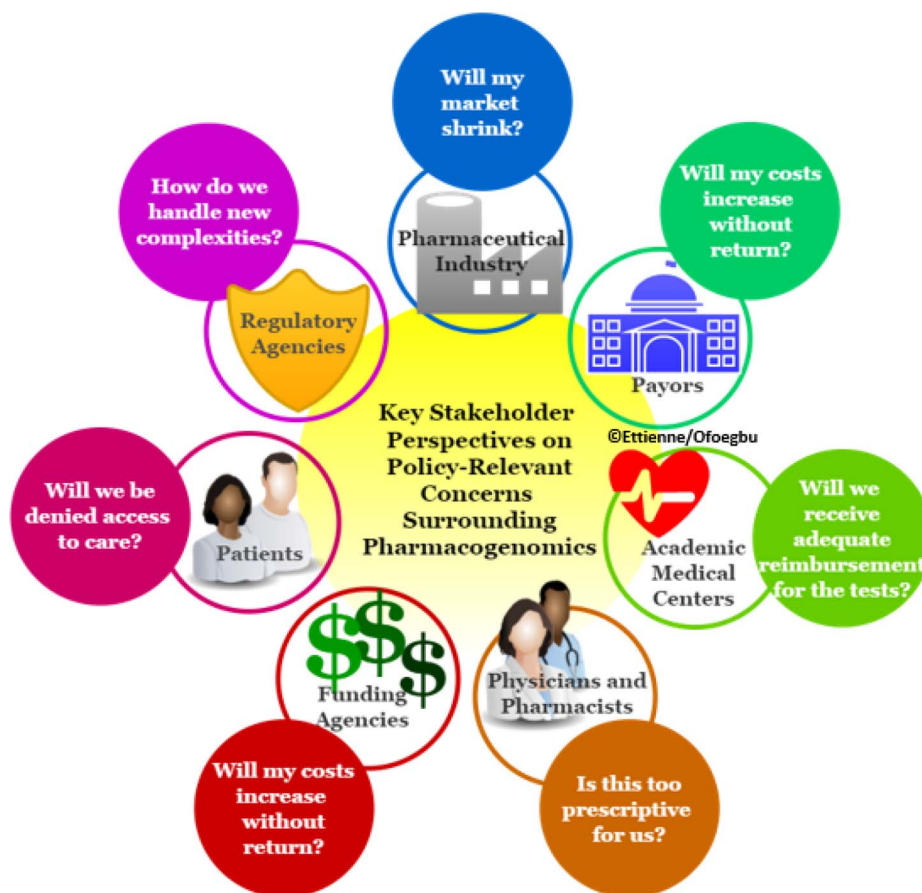 Will my
market
shrink?
Pharmaceutical
Industry
Will my costs
increase
without
return?
Payors
©Ettienne/Ofoegbu
Will we
receive
adequate
reimbursement
for the tests?
Academic
Medical
Centers
Is this too
prescriptive
for us?
Physicians and
Pharmacists
Will my costs
increase
without
return?
Funding
Agencies
Will we be
denied access
to care?
Patients
How do we
handle new
complexities?
Regulatory
Agencies
Key Stakeholder
Perspectives on
Policy-Relevant
Concerns
Surrounding
Pharmacogenomics